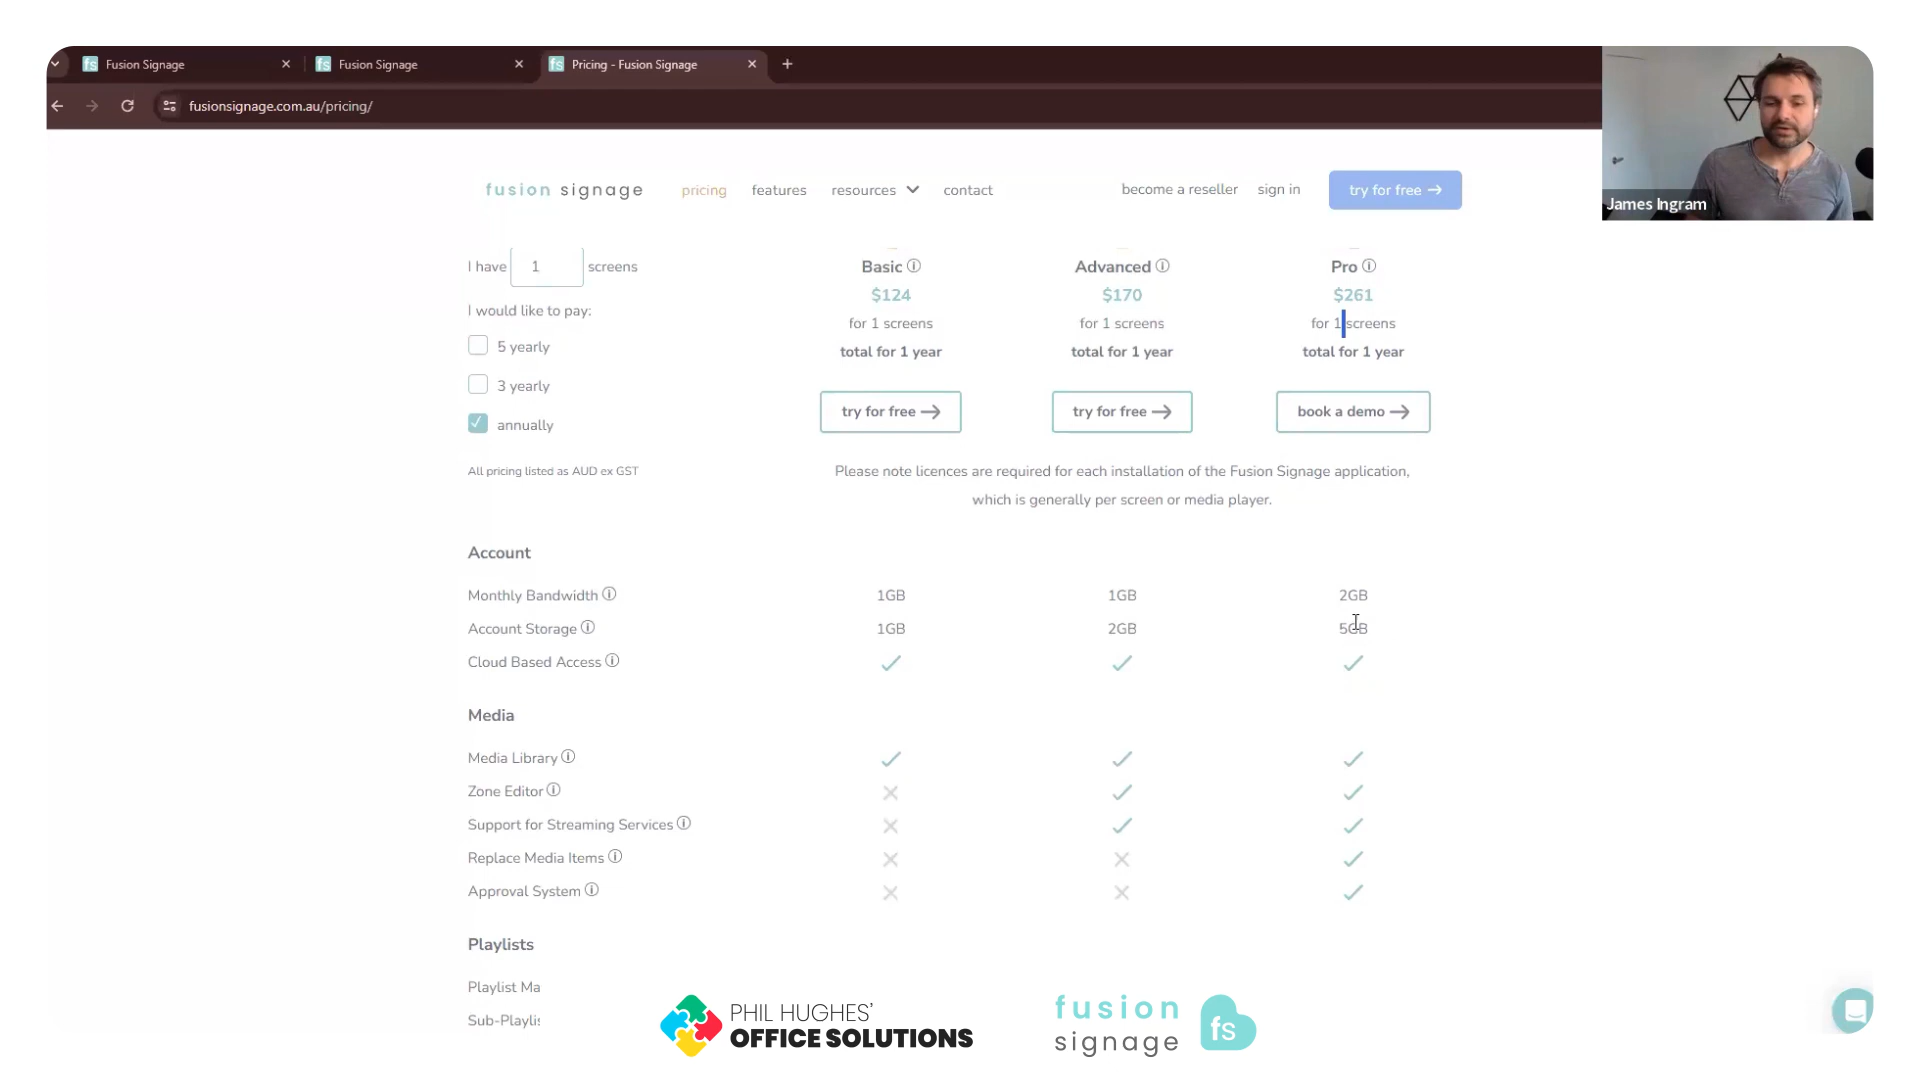 fs Fusion Signage
fs Fusion Signage
fs Pricing - Fusion Signage
fusionsignage.com.au/pricing/
James Ingram
fusion signage
pricing
features
resources
contact
become a reseller
sign in
try for free →
I have 1 screens
I would like to pay:
5 yearly
3 yearly
annually
All pricing listed as AUD ex GST
Basic
$124
for 1 screens
total for 1 year
try for free →
Advanced
$170
for 1 screens
total for 1 year
try for free →
Pro
$261
for 1 screens
total for 1 year
book a demo →
Please note licences are required for each installation of the Fusion Signage application,
which is generally per screen or media player.
Account
Monthly Bandwidth 1GB 1GB 2GB
Account Storage 1GB 2GB 5GB
Cloud Based Access
Media
Media Library
Zone Editor
Support for Streaming Services
Replace Media Items
Approval System
Playlists
Playlist Ma
Sub-Playlis
PHIL HUGHES'
OFFICE SOLUTIONS
fusion
signage
fs